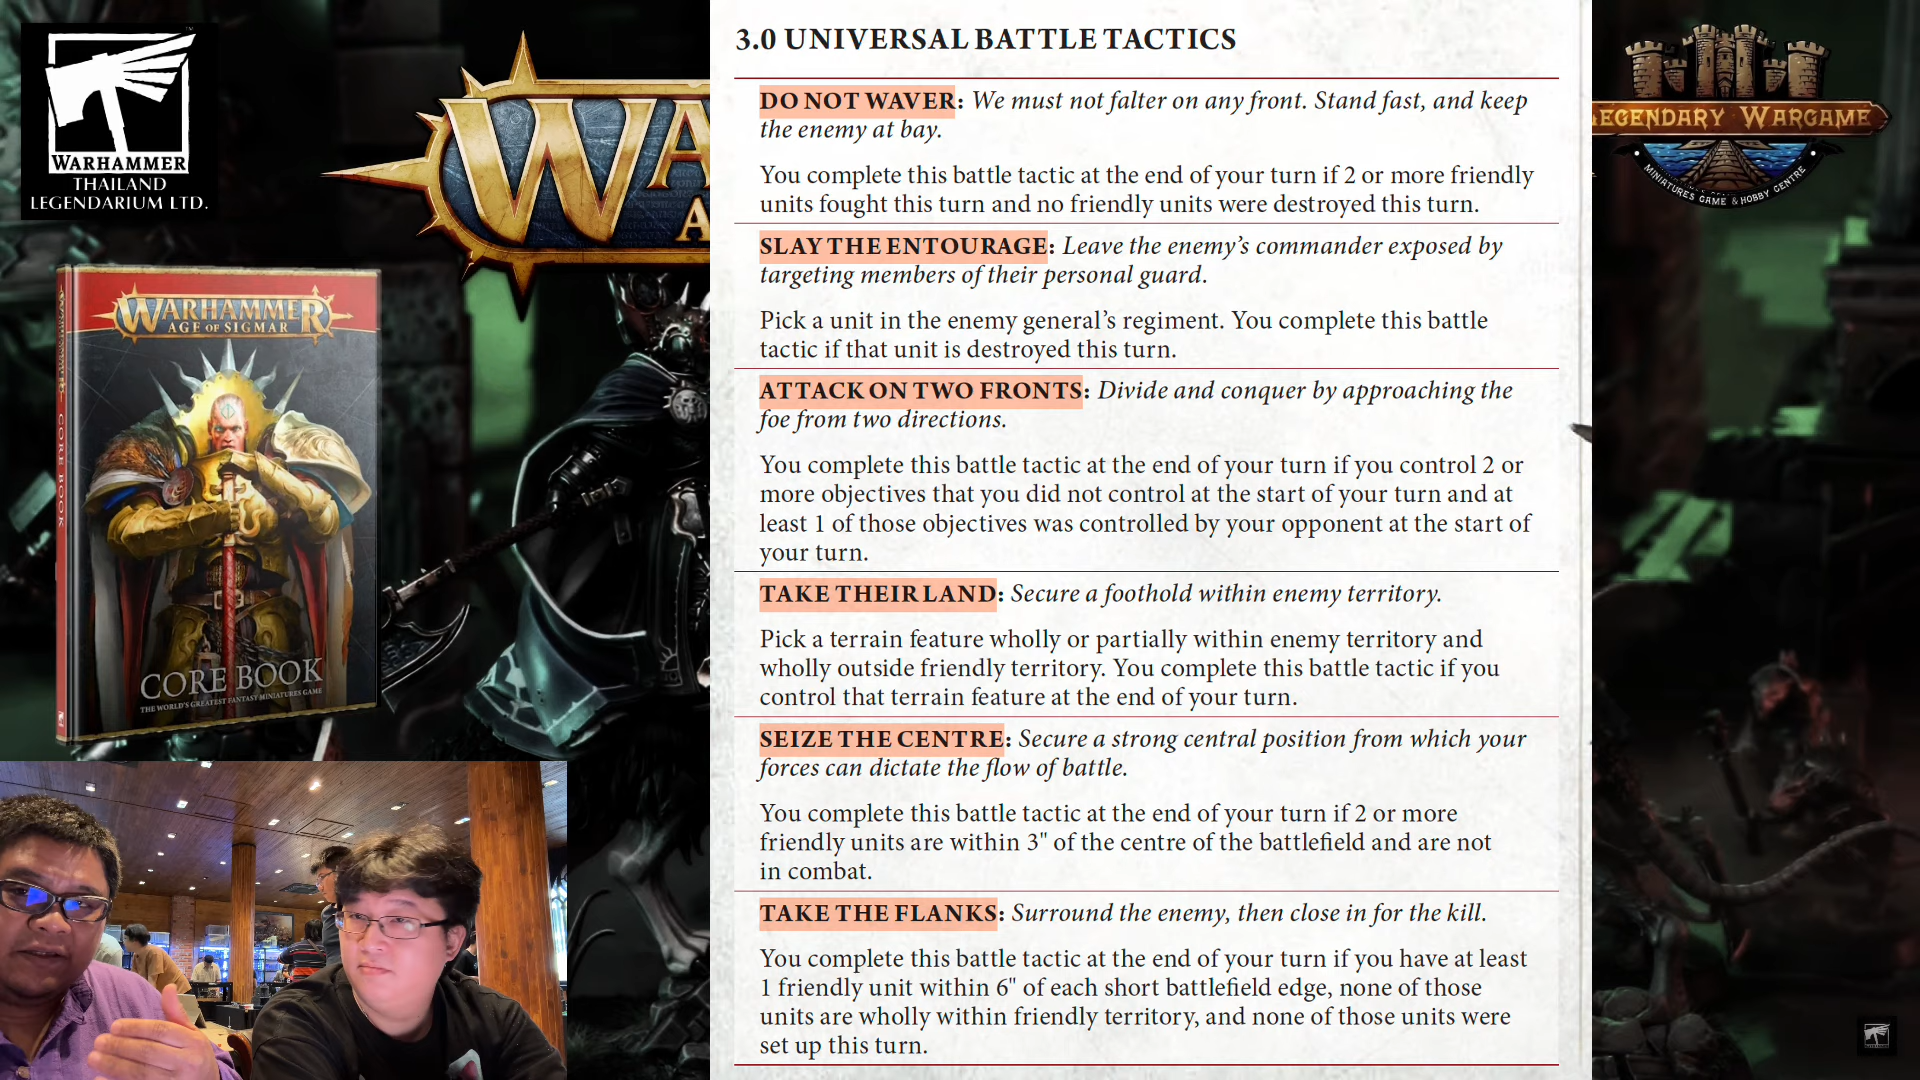 WARHAMMER
THAILAND
LEGENDARIUM LTD.
WA
A
WARHAMMER
AGE OF SIGMAR
CORE BOOK
CORE BOOK
THE WORLD'S GREATEST FANTASY MINIATURES GAME
3.0 UNIVERSAL BATTLE TACTICS
DO NOT WAVER: We must not falter on any front. Stand fast, and keep
the enemy at bay.
You complete this battle tactic at the end of your turn if 2 or more friendly
units fought this turn and no friendly units were destroyed this turn.
SLAY THE ENTOURAGE: Leave the enemy’s commander exposed by
targeting members of their personal guard.
Pick a unit in the enemy general’s regiment. You complete this battle
tactic if that unit is destroyed this turn.
ATTACK ON TWO FRONTS: Divide and conquer by approaching the
foe from two directions.
You complete this battle tactic at the end of your turn if you control 2 or
more objectives that you did not control at the start of your turn and at
least 1 of those objectives was controlled by your opponent at the start of
your turn.
TAKE THEIR LAND: Secure a foothold within enemy territory.
Pick a terrain feature wholly or partially within enemy territory and
wholly outside friendly territory. You complete this battle tactic if you
control that terrain feature at the end of your turn.
SEIZE THE CENTRE: Secure a strong central position from which your
forces can dictate the flow of battle.
You complete this battle tactic at the end of your turn if 2 or more
friendly units are within 3" of the centre of the battlefield and are not
in combat.
TAKE THE FLANKS: Surround the enemy, then close in for the kill.
You complete this battle tactic at the end of your turn if you have at least
1 friendly unit within 6" of each short battlefield edge, none of those
units are wholly within friendly territory, and none of those units were
set up this turn.
EGENDARY WARGAME
MINIATURES GAME & HOBBY CENTRE